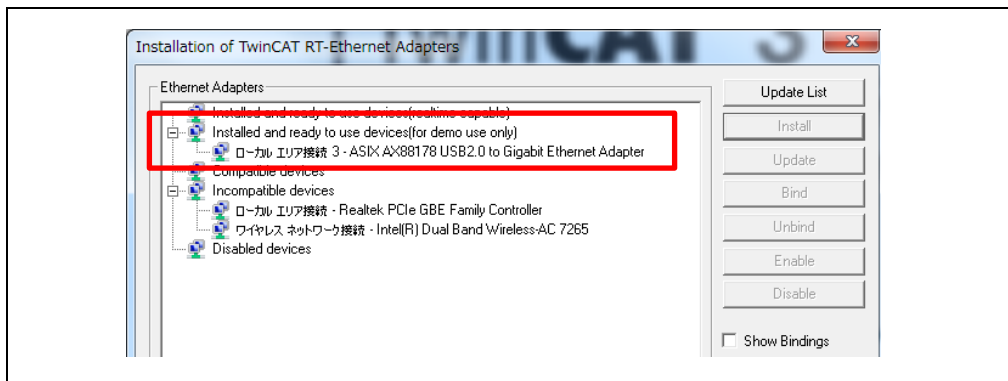 Installation of TwinCAT RT-Ethernet Adapters
Ethernet Adapters
Installed and ready to use devices(realtime capable)
Installed and ready to use devices(for demo use only)
ローカル エリア接続 3 - ASIX AX88178 USB2.0 to Gigabit Ethernet Adapter
Compatible devices
Incompatible devices
ローカル エリア接続 - Realtek PCIe GBE Family Controller
ワイヤレス ネットワーク接続 - Intel(R) Dual Band Wireless-AC 7265
Disabled devices
Update List
Install
Update
Bind
Unbind
Enable
Disable
Show Bindings